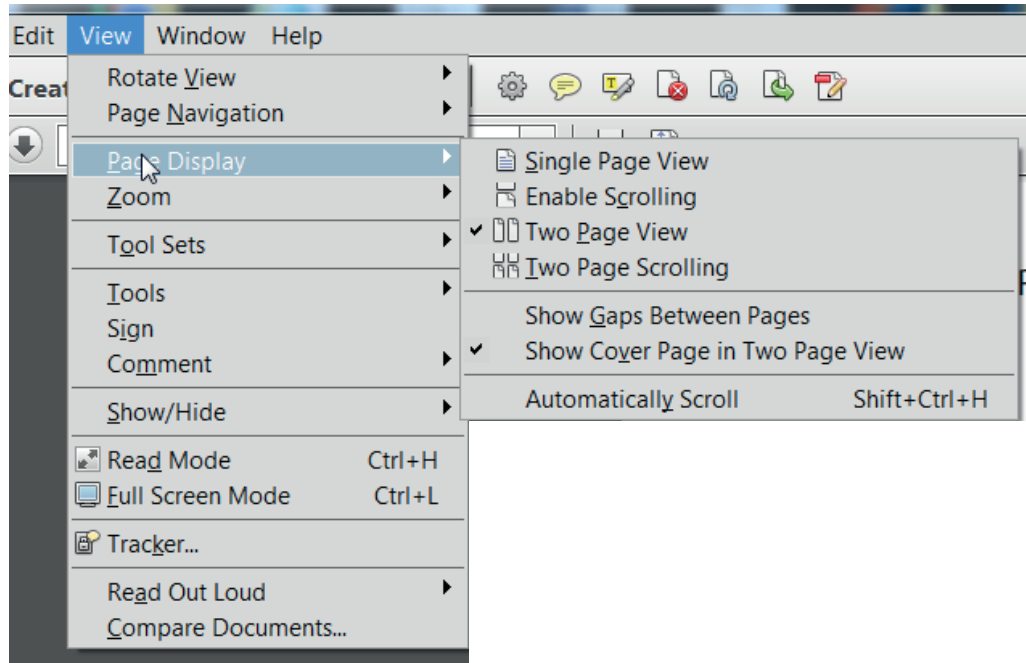 Edit View Window Help
Creat
Rotate View
Page Navigation
Page Display
Zoom
Tool Sets
Tools
Sign
Comment
Show/Hide
Read Mode Ctrl+H
Full Screen Mode Ctrl+L
Tracker...
Read Out Loud
Compare Documents...
Single Page View
Enable Scrolling
Two Page View
Two Page Scrolling
Show Gaps Between Pages
Show Cover Page in Two Page View
Automatically Scroll Shift+Ctrl+H